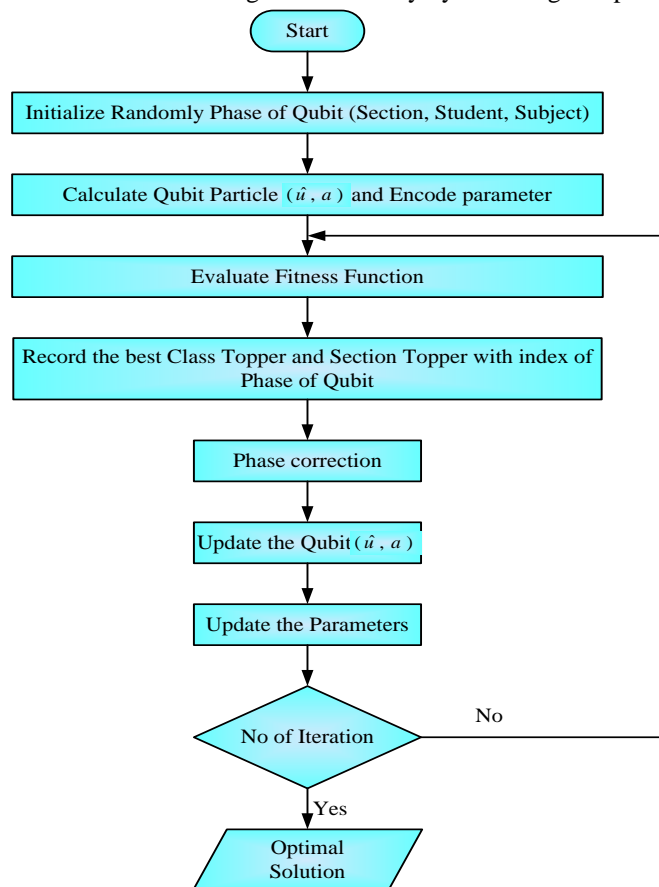 Start
Initialize Randomly Phase of Qubit (Section, Student, Subject)
Calculate Qubit Particle (û, a) and Encode parameter
Evaluate Fitness Function
Record the best Class Topper and Section Topper with index of
Phase of Qubit
Phase correction
Update the Qubit (û, a)
Update the Parameters
No of Iteration
No
Yes
Optimal
Solution